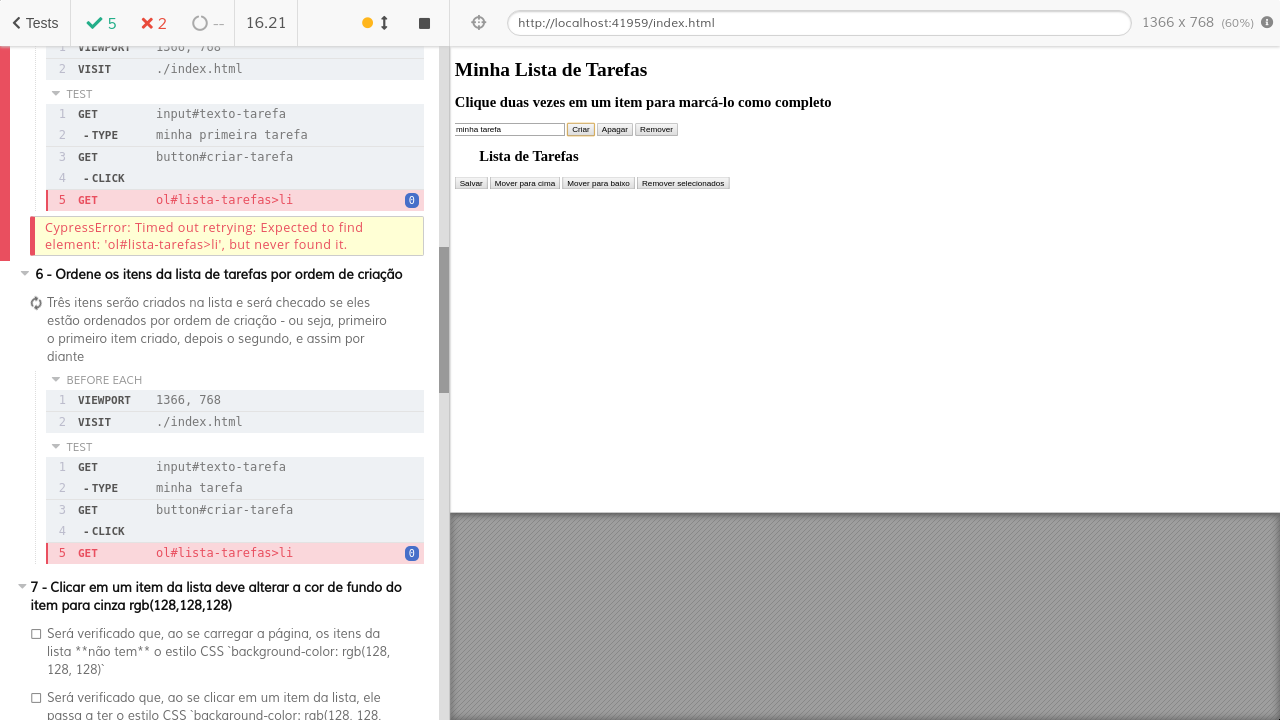 Tests 5 2 -- 16.21
http://localhost:41959/index.html 1366 x 768 (60%)
1 VIEWPORT 1366, 768
2 VISIT ./index.html
TEST
1 GET input#texto-tarefa
2 -TYPE minha primeira tarefa
3 GET button#criar-tarefa
4 -CLICK
5 GET ol#lista-tarefas>li 0
CypressError: Timed out retrying: Expected to find
element: 'ol#lista-tarefas>li', but never found it.
6 - Ordene os itens da lista de tarefas por ordem de criação
Três itens serão criados na lista e será checado se eles
estão ordenados por ordem de criação - ou seja, primeiro
o primeiro item criado, depois o segundo, e assim por
diante
BEFORE EACH
1 VIEWPORT 1366, 768
2 VISIT ./index.html
TEST
1 GET input#texto-tarefa
2 -TYPE minha tarefa
3 GET button#criar-tarefa
4 -CLICK
5 GET ol#lista-tarefas>li 0
7 - Clicar em um item da lista deve alterar a cor de fundo do
item para cinza rgb(128,128,128)
Será verificado que, ao se carregar a página, os itens da
lista **não tem** o estilo CSS `background-color: rgb(128,
128, 128)`
Será verificado que, ao se clicar em um item da lista, ele
passa a ter o estilo CSS `background-color: rgb(128, 128,
Minha Lista de Tarefas
Clique duas vezes em um item para marcá-lo como completo
minha tarefa Criar Apagar Remover
Lista de Tarefas
Salvar Mover para cima Mover para baixo Remover selecionados